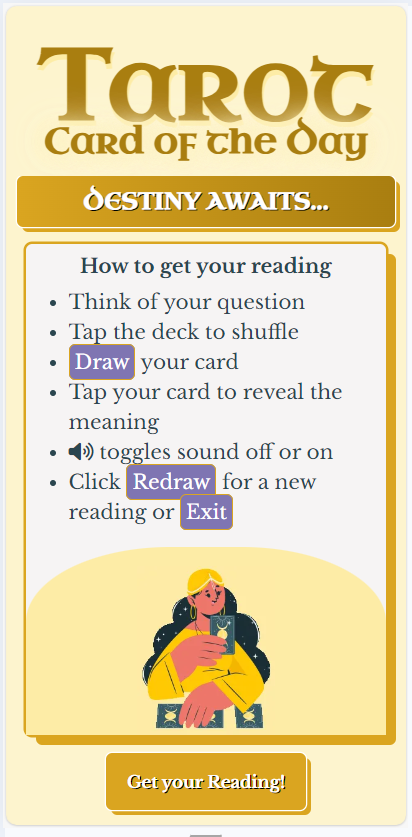 Tarot
Card of the Day
DESTINY AWAITS...
How to get your reading
Think of your question
Tap the deck to shuffle
Draw your card
Tap your card to reveal the
meaning
toggles sound off or on
Click Redraw for a new
reading or Exit
Get your Reading!